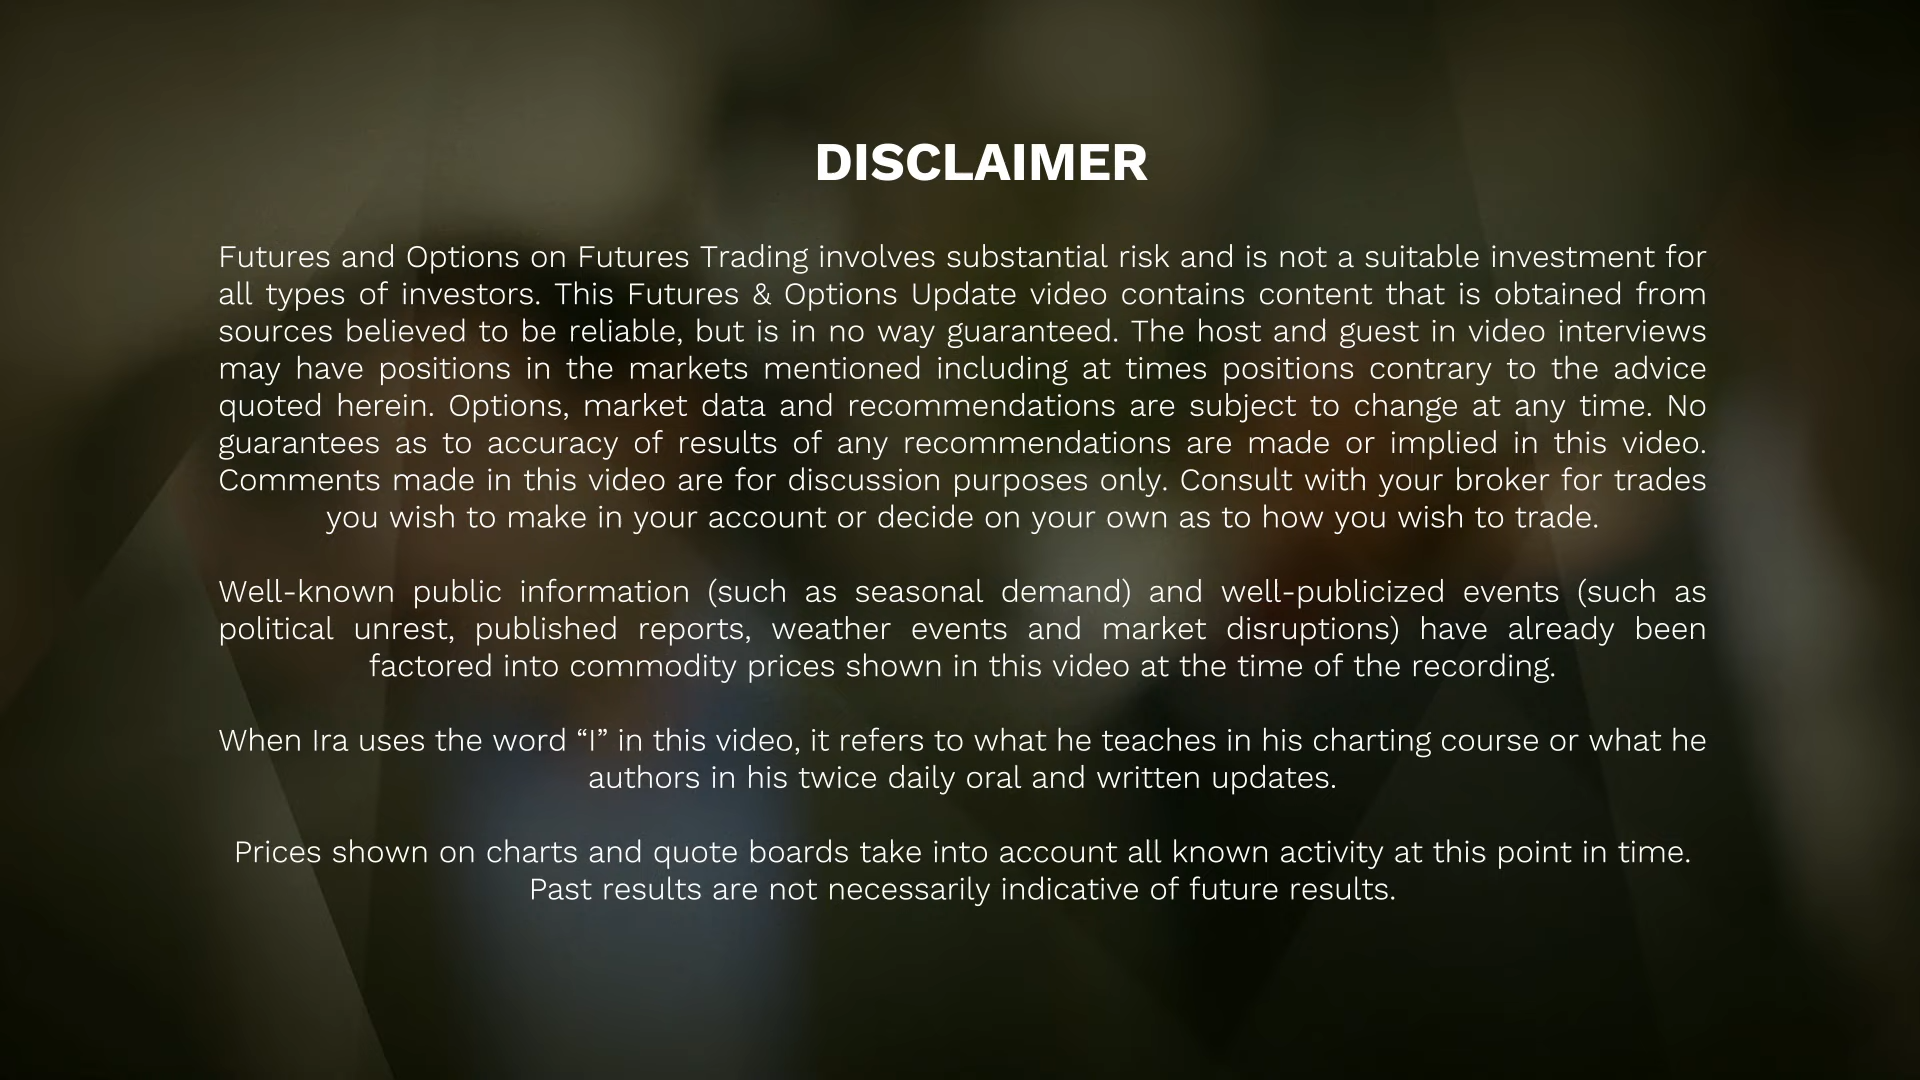 DISCLAIMER
Futures and Options on Futures Trading involves substantial risk and is not a suitable investment for
all types of investors. This Futures & Options Update video contains content that is obtained from
sources believed to be reliable, but is in no way guaranteed. The host and guest in video interviews
may have positions in the markets mentioned including at times positions contrary to the advice
quoted herein. Options, market data and recommendations are subject to change at any time. No
guarantees as to accuracy of results of any recommendations are made or implied in this video.
Comments made in this video are for discussion purposes only. Consult with your broker for trades
you wish to make in your account or decide on your own as to how you wish to trade.
Well-known public information (such as seasonal demand) and well-publicized events (such as
political unrest, published reports, weather events and market disruptions) have already been
factored into commodity prices shown in this video at the time of the recording.
When Ira uses the word “I” in this video, it refers to what he teaches in his charting course or what he
authors in his twice daily oral and written updates.
Prices shown on charts and quote boards take into account all known activity at this point in time.
Past results are not necessarily indicative of future results.